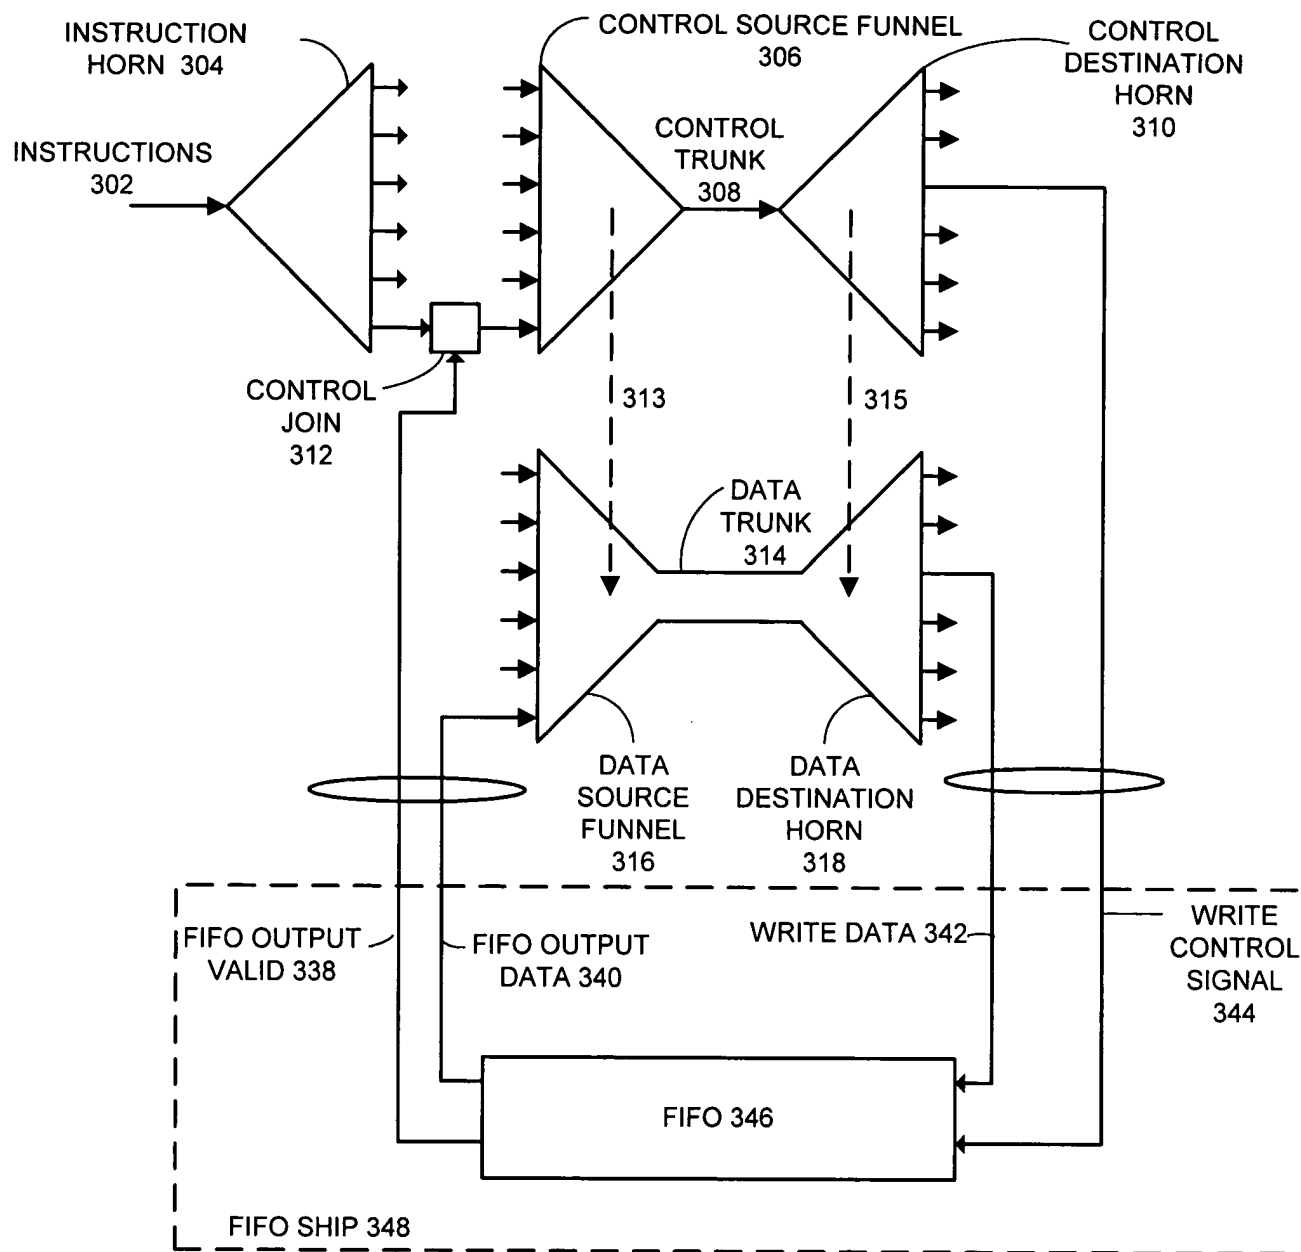 INSTRUCTION
HORN 304
CONTROL SOURCE FUNNEL
306
CONTROL
DESTINATION
HORN
310
INSTRUCTIONS
302
CONTROL
TRUNK
308
CONTROL
JOIN
312
313
315
DATA
TRUNK
314
DATA
SOURCE
FUNNEL
316
DATA
DESTINATION
HORN
318
FIFO OUTPUT
VALID 338
FIFO OUTPUT
DATA 340
WRITE DATA 342
WRITE
CONTROL
SIGNAL
344
FIFO 346
FIFO SHIP 348